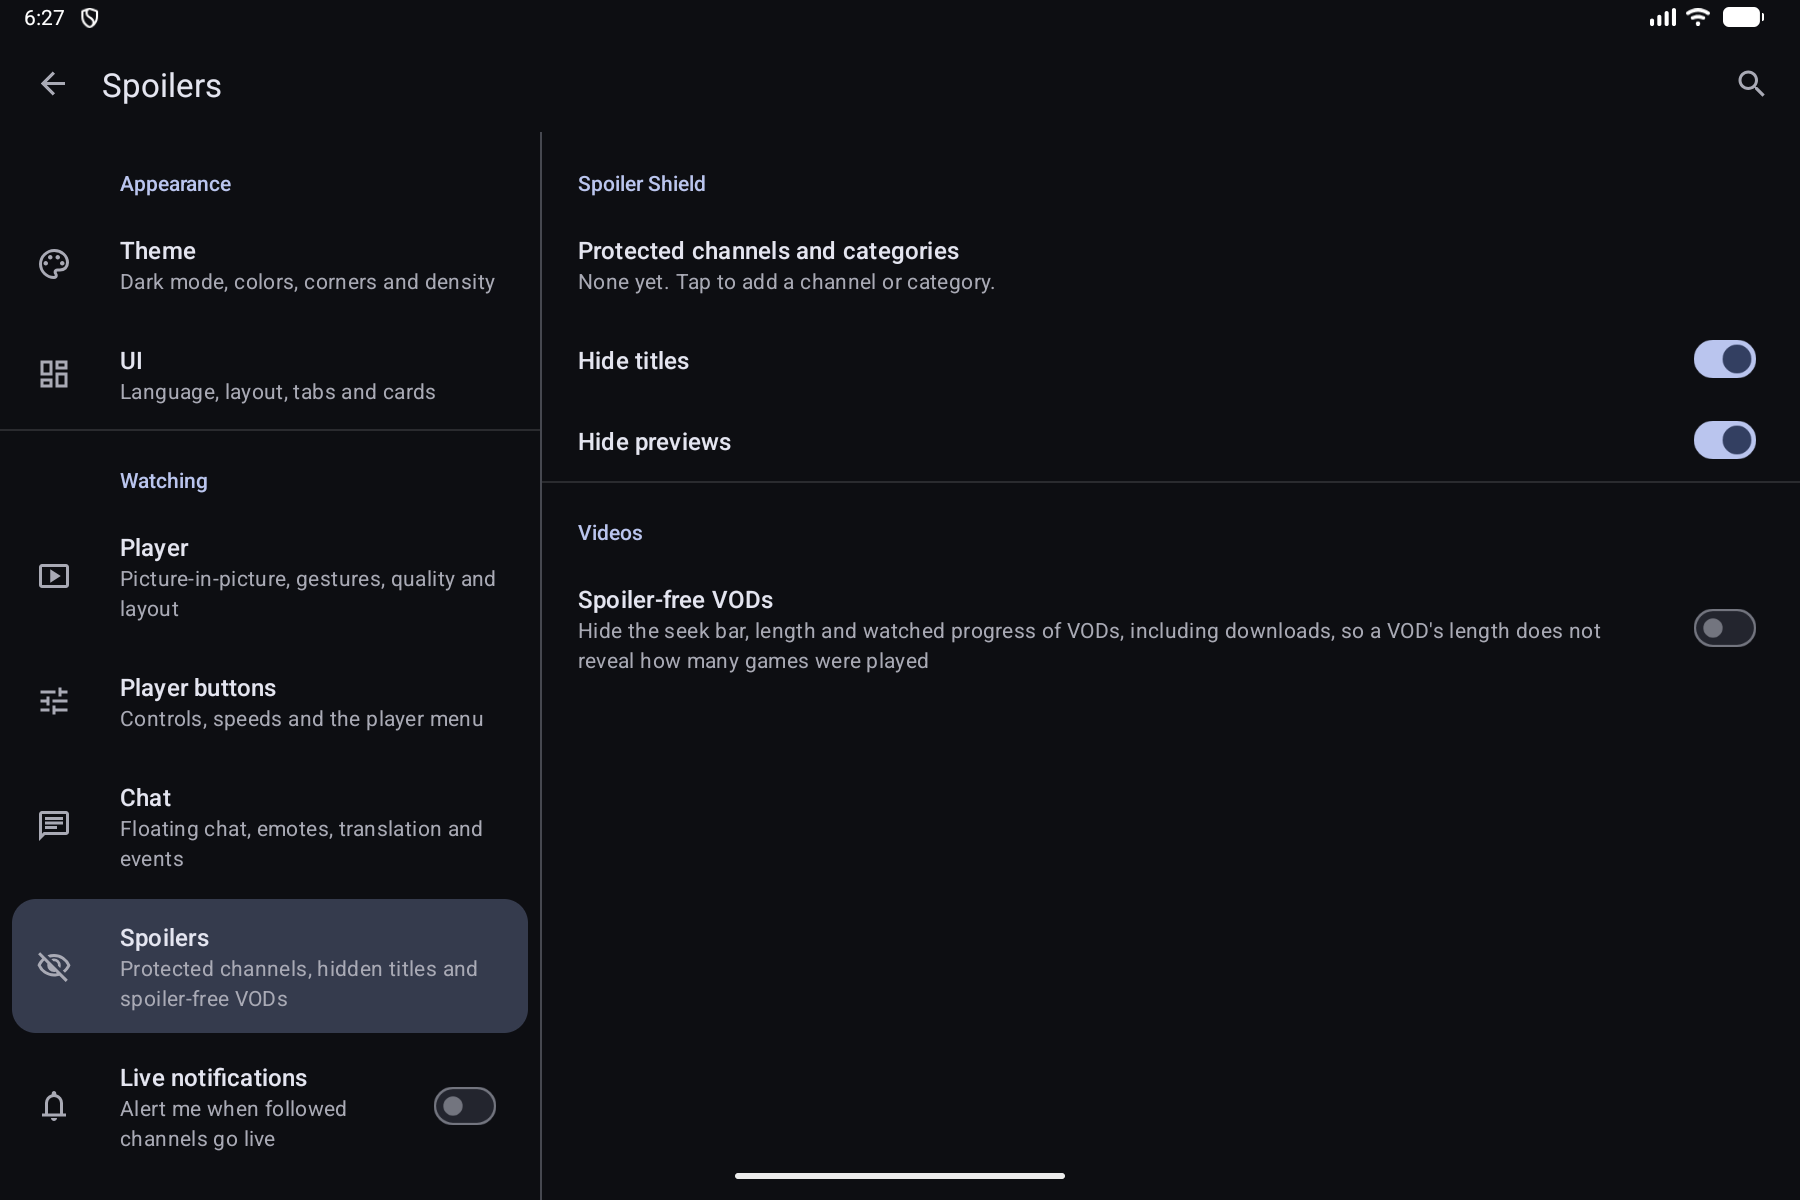 6:27
Spoilers
Appearance
Theme
Dark mode, colors, corners and density
UI
Language, layout, tabs and cards
Watching
Player
Picture-in-picture, gestures, quality and
layout
Player buttons
Controls, speeds and the player menu
Chat
Floating chat, emotes, translation and
events
Spoilers
Protected channels, hidden titles and
spoiler-free VODs
Live notifications
Alert me when followed
channels go live
Spoiler Shield
Protected channels and categories
None yet. Tap to add a channel or category.
Hide titles
Hide previews
Videos
Spoiler-free VODs
Hide the seek bar, length and watched progress of VODs, including downloads, so a VOD's length does not
reveal how many games were played